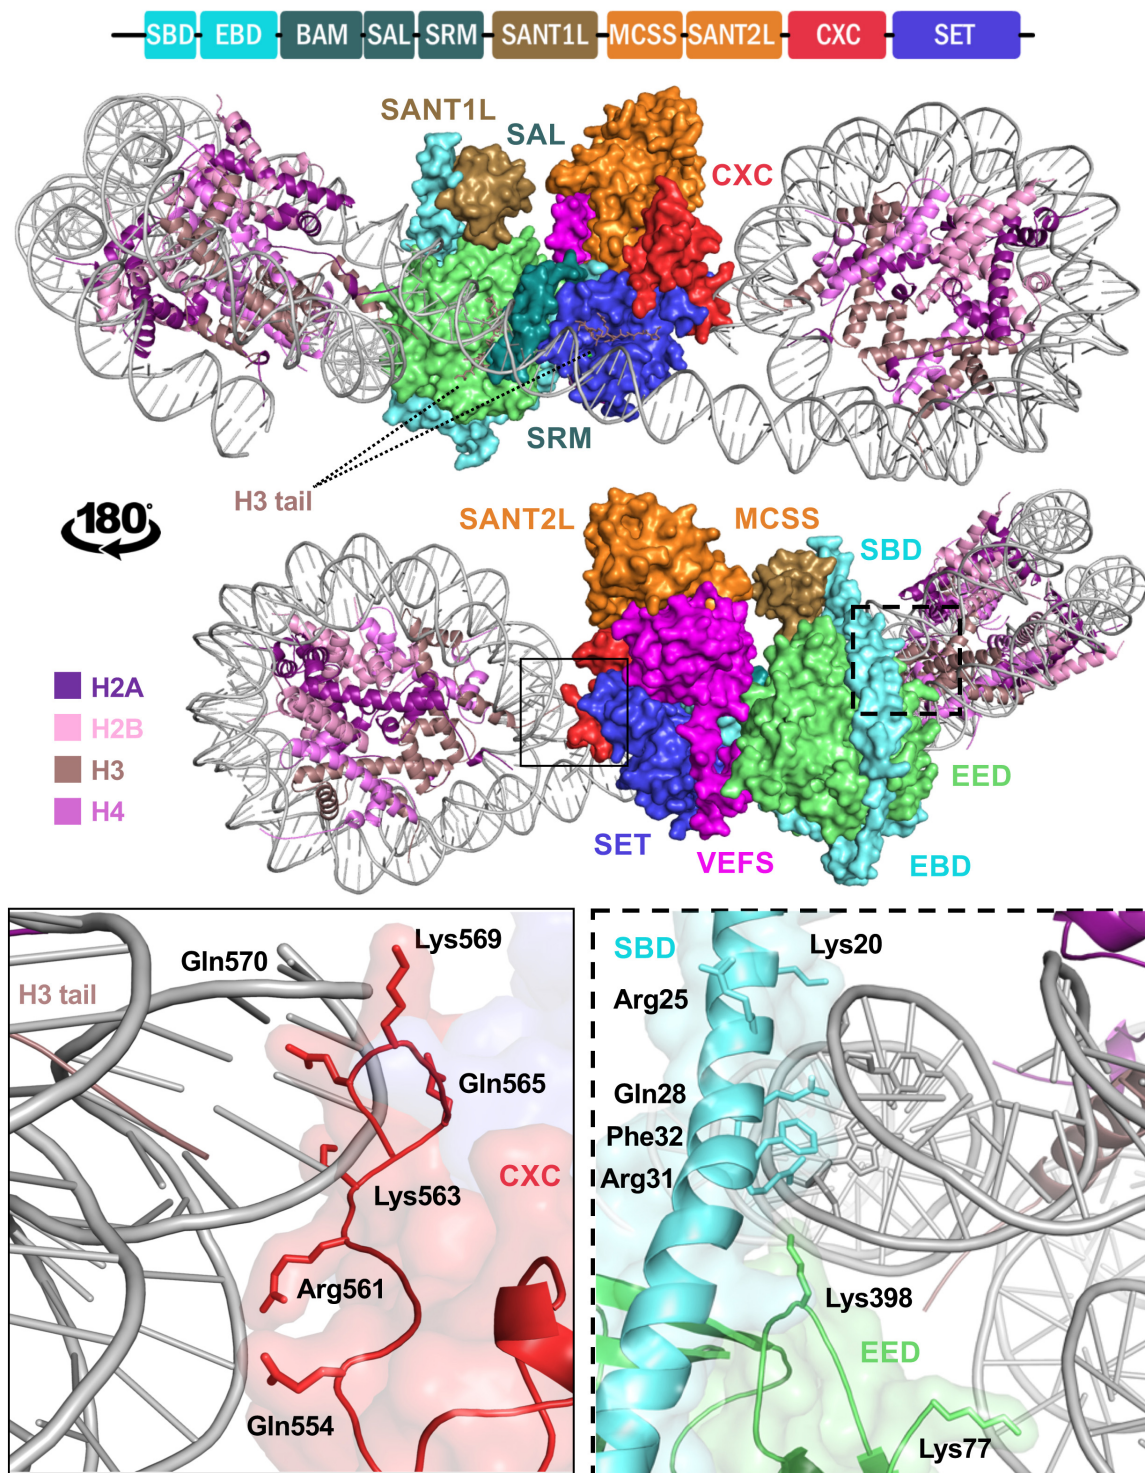 SBD EBD BAM SAL SRM SANT1L MCSS SANT2L CXC SET
SANT1L
SAL
CXC
SRM
H3 tail
180°
SANT2L
MCSS
SBD
H2A
H2B
H3
H4
EED
SET
VEFS
EBD
Lys569
Gln570
H3 tail
Gln565
CXC
Lys563
Arg561
Gln554
SBD
Lys20
Arg25
Gln28
Phe32
Arg31
Lys398
EED
Lys77